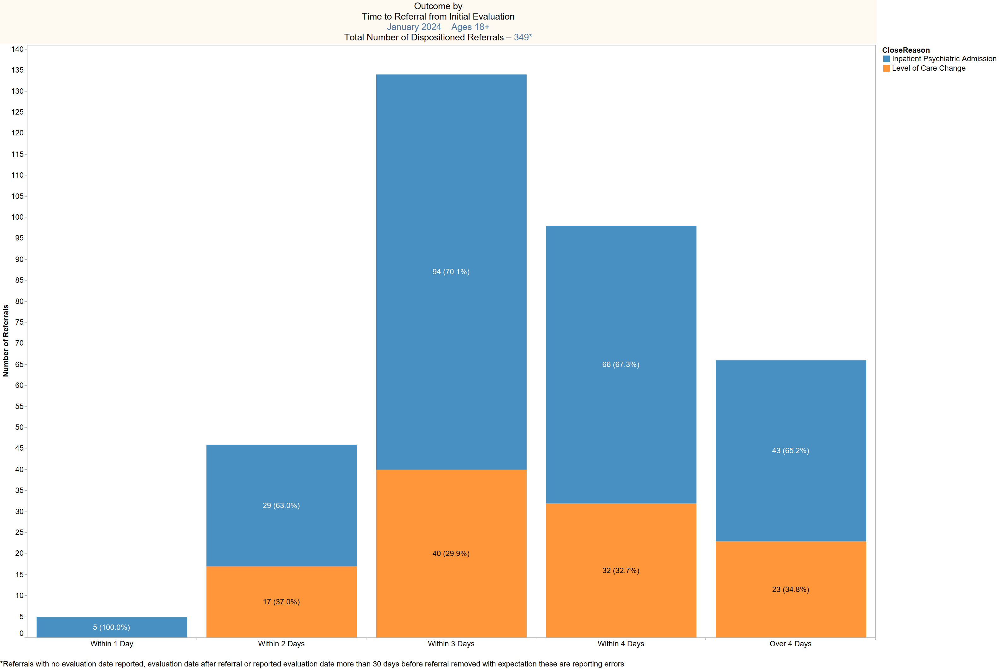 Outcome by
Time to Referral from Initial Evaluation
January 2024 Ages 18+
Total Number of Dispositioned Referrals – 349*
CloseReason
Inpatient Psychiatric Admission
Level of Care Change
Number of Referrals
140
135
130
125
120
115
110
105
100
95
90
85
80
75
70
65
60
55
50
45
40
35
30
25
20
15
10
5
0
5 (100.0%)
29 (63.0%)
17 (37.0%)
94 (70.1%)
40 (29.9%)
66 (67.3%)
32 (32.7%)
43 (65.2%)
23 (34.8%)
Within 1 Day
Within 2 Days
Within 3 Days
Within 4 Days
Over 4 Days
*Referrals with no evaluation date reported, evaluation date after referral or reported evaluation date more than 30 days before referral removed with expectation these are reporting errors